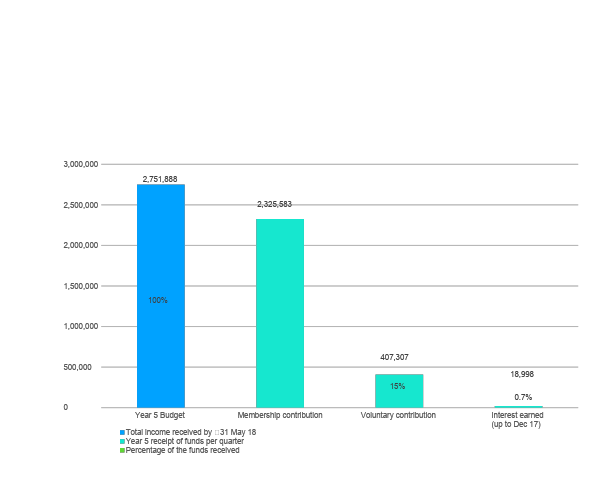 3,000,000
2,751,888
2,500,000
2,325,583
2,000,000
1,500,000
100%
1,000,000
500,000
407,307
18,998
15%
0.7%
0
Year 5 Budget
Membership contribution
Voluntary contribution
Interest earned
(up to Dec 17)
Total income received by 31 May 18
Year 5 receipt of funds per quarter
Percentage of the funds received